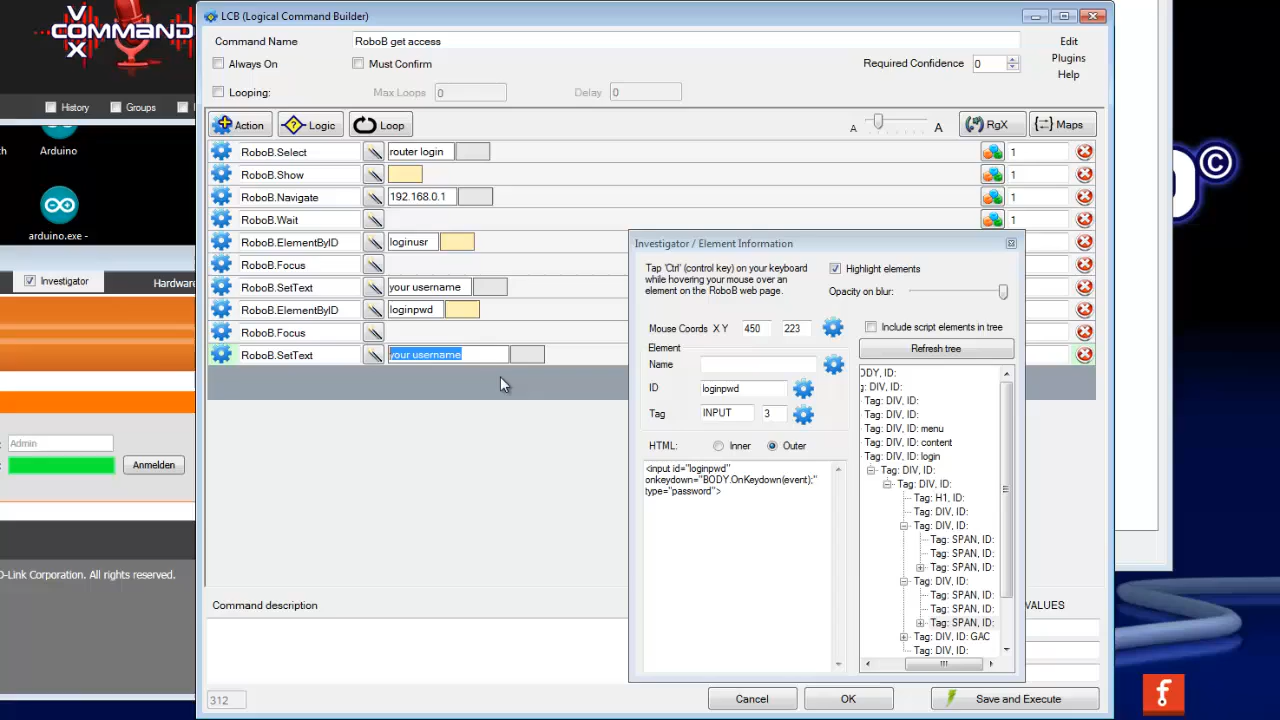 VOX
COMMAND
LCB (Logical Command Builder)
Command Name
RoboB get access
Edit
Plugins
Help
Always On
Must Confirm
Required Confidence
0
Looping:
Max Loops
0
Delay
0
History
Groups
Action
Logic
Loop
A
A
RgX
Maps
Arduino
arduino.exe -
RoboB.Select
router login
1
RoboB.Show
1
RoboB.Navigate
192.168.0.1
1
RoboB.Wait
1
RoboB.ElementByID
loginusr
RoboB.Focus
RoboB.SetText
your username
RoboB.ElementByID
loginpwd
RoboB.Focus
RoboB.SetText
your username
Investigator
Hardware
Admin
Anmelden
D-Link Corporation. All rights reserved.
Investigator / Element Information
Tap 'Ctrl' (control key) on your keyboard
while hovering your mouse over an
element on the RoboB web page.
Highlight elements
Opacity on blur:
Mouse Coords X Y
450
223
Include script elements in tree
Element
Refresh tree
Name
ID
loginpwd
Tag
INPUT
3
HTML:
Inner
Outer
<input id="loginpwd"
onkeydown="BODY.OnKeydown(event);"
type="password">
ODY, ID:
g: DIV, ID:
Tag: DIV, ID:
Tag: DIV, ID:
Tag: DIV, ID: menu
Tag: DIV, ID: content
Tag: DIV, ID: login
Tag: DIV, ID:
Tag: DIV, ID:
Tag: H1, ID:
Tag: DIV, ID:
Tag: DIV, ID:
Tag: SPAN, ID:
Tag: SPAN, ID:
Tag: SPAN, ID:
Tag: DIV, ID:
Tag: SPAN, ID:
Tag: SPAN, ID:
Tag: SPAN, ID:
Tag: DIV, ID: GAC
Tag: DIV, ID:
Command description
VALUES
312
Cancel
OK
Save and Execute